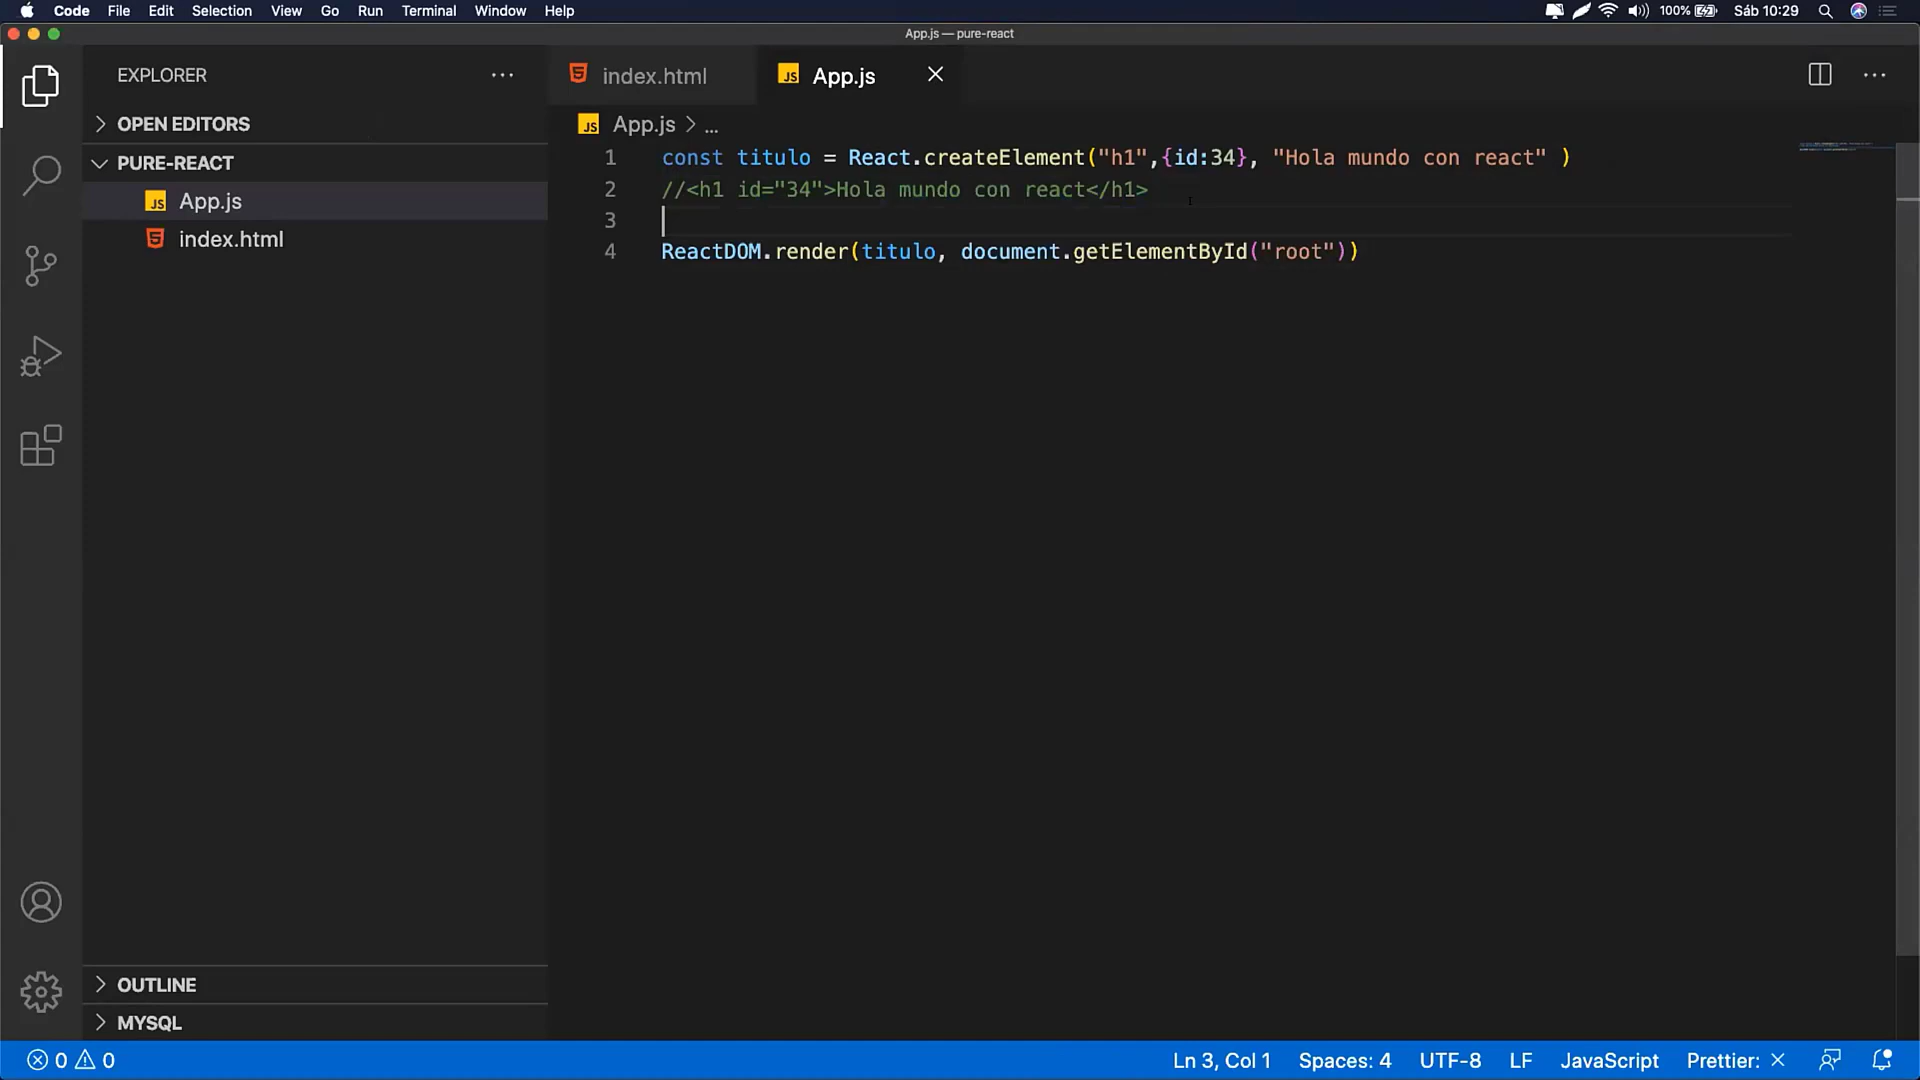 Code File Edit Selection View Go Run Terminal Window Help 100% Sáb 10:29
App.js — pure-react
EXPLORER
OPEN EDITORS
PURE-REACT
App.js
index.html
OUTLINE
MYSQL
index.html App.js
App.js > ...
1 const titulo = React.createElement("h1",{id:34}, "Hola mundo con react" )
2 //<h1 id="34">Hola mundo con react</h1>
3
4 ReactDOM.render(titulo, document.getElementById("root"))
0 0 Ln 3, Col 1 Spaces: 4 UTF-8 LF JavaScript Prettier: ×